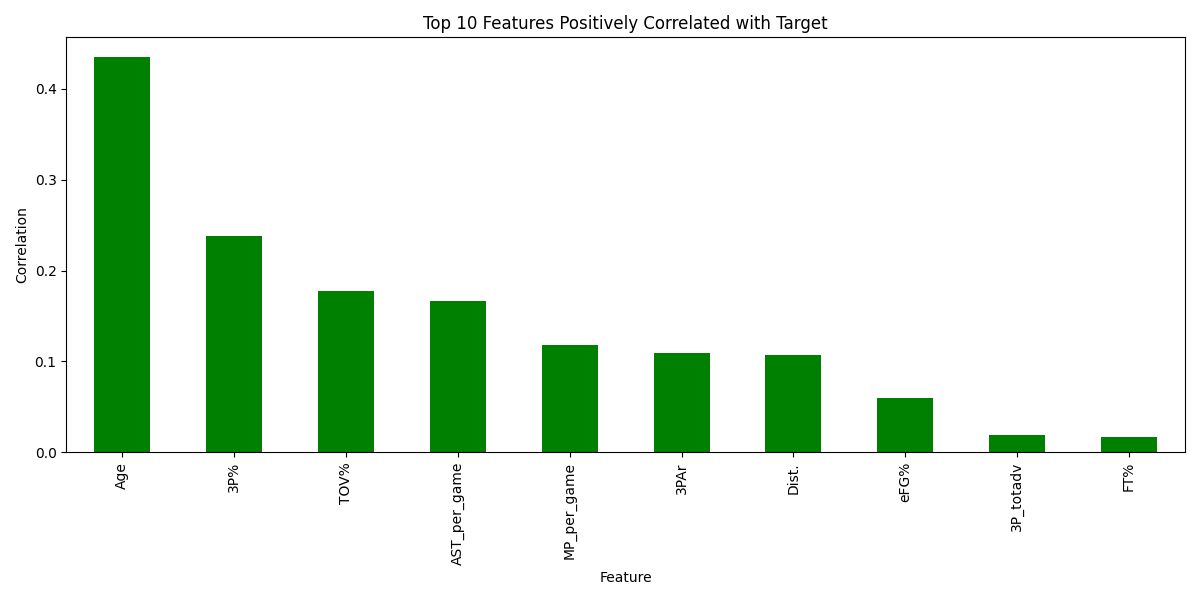 Top 10 Features Positively Correlated with Target
Correlation
0.4
0.3
0.2
0.1
0.0
Age
3P%
TOV%
AST_per_game
MP_per_game
3PAr
Dist.
eFG%
3P_totadv
FT%
Feature